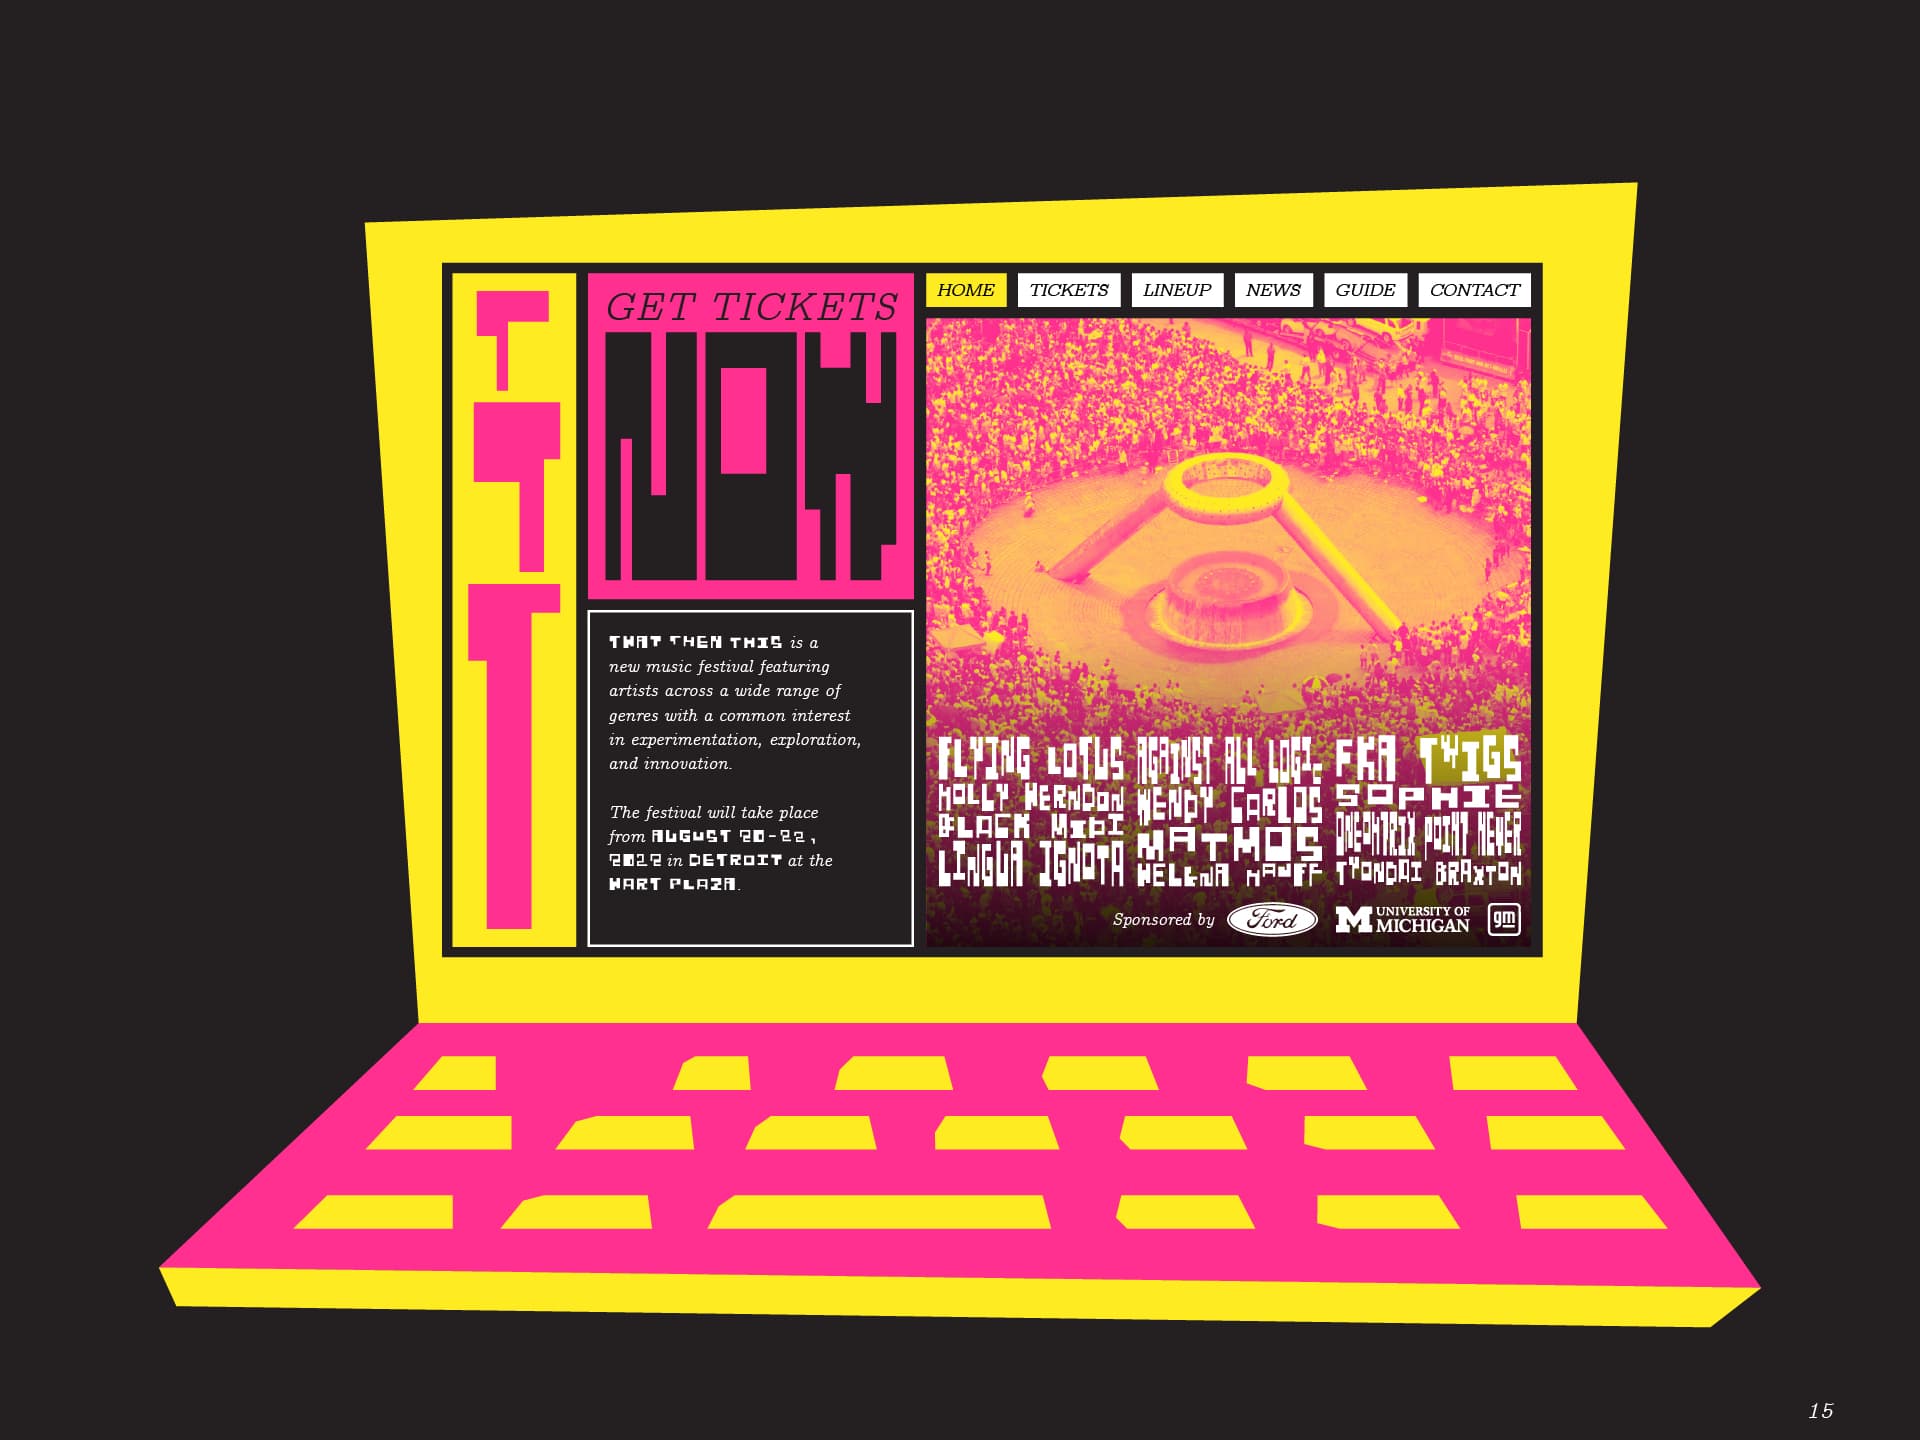 TTT
GET TICKETS
NOW
HOME TICKETS LINEUP NEWS GUIDE CONTACT
THAT THEN THIS is a
new music festival featuring
artists across a wide range of
genres with a common interest
in experimentation, exploration,
and innovation.
The festival will take place
from AUGUST 20-22,
2022 in DETROIT at the
HART PLAZA.
FLYING LOTUS
HOLLY HERNDON
BLACK MIDI
LINGUA IGNOTA
AGAINST ALL LOGIC
WENDY CARLOS
MATMOS
HELENA HAUFF
FKA TWIGS
SOPHIE
ONEOHTRIX POINT NEVER
TYONDAI BRAXTON
Sponsored by Ford M UNIVERSITY OF MICHIGAN gm
15